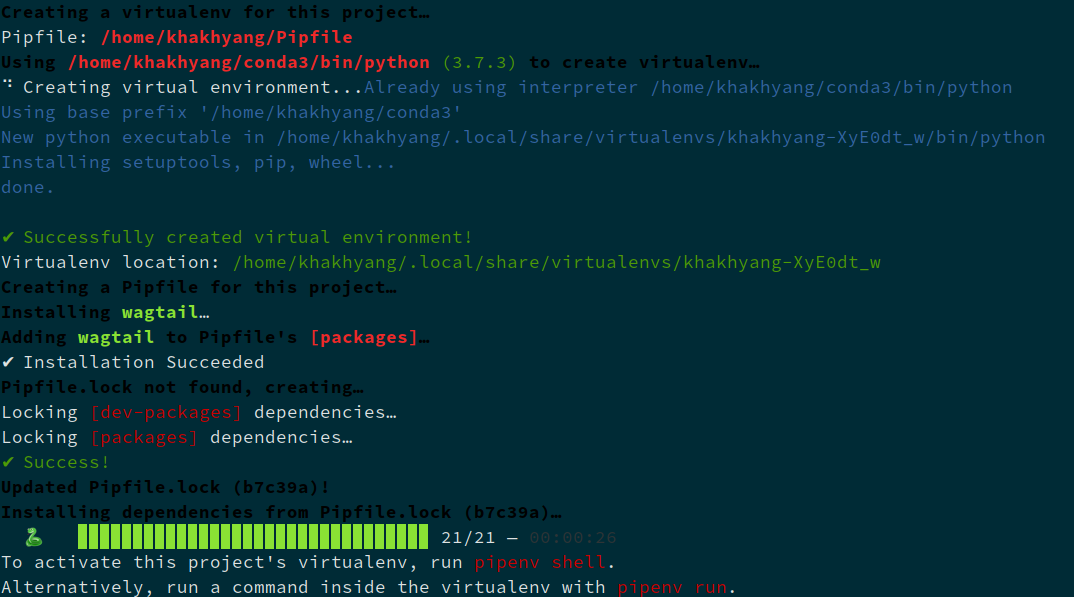 Creating a virtualenv for this project…
Pipfile: /home/khakhyang/Pipfile
Using /home/khakhyang/conda3/bin/python (3.7.3) to create virtualenv…
⠙ Creating virtual environment...Already using interpreter /home/khakhyang/conda3/bin/python
Using base prefix '/home/khakhyang/conda3'
New python executable in /home/khakhyang/.local/share/virtualenvs/khakhyang-XyE0dt_w/bin/python
Installing setuptools, pip, wheel...
done.
✔ Successfully created virtual environment!
Virtualenv location: /home/khakhyang/.local/share/virtualenvs/khakhyang-XyE0dt_w
Creating a Pipfile for this project…
Installing wagtail…
Adding wagtail to Pipfile's [packages]…
✔ Installation Succeeded
Pipfile.lock not found, creating…
Locking [dev-packages] dependencies…
Locking [packages] dependencies…
✔ Success!
Updated Pipfile.lock (b7c39a)!
Installing dependencies from Pipfile.lock (b7c39a)…
🐍 ▉▉▉▉▉▉▉▉▉▉▉▉▉▉▉▉▉▉▉▉▉▉▉▉▉▉▉▉▉▉▉▉ 21/21 — 00:00:26
To activate this project's virtualenv, run pipenv shell.
Alternatively, run a command inside the virtualenv with pipenv run.